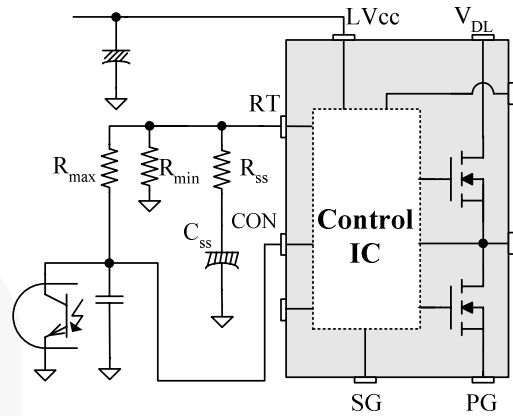 LVcc
V_DL
RT
R_max
R_min
R_ss
C_ss
CON
Control
IC
SG
PG